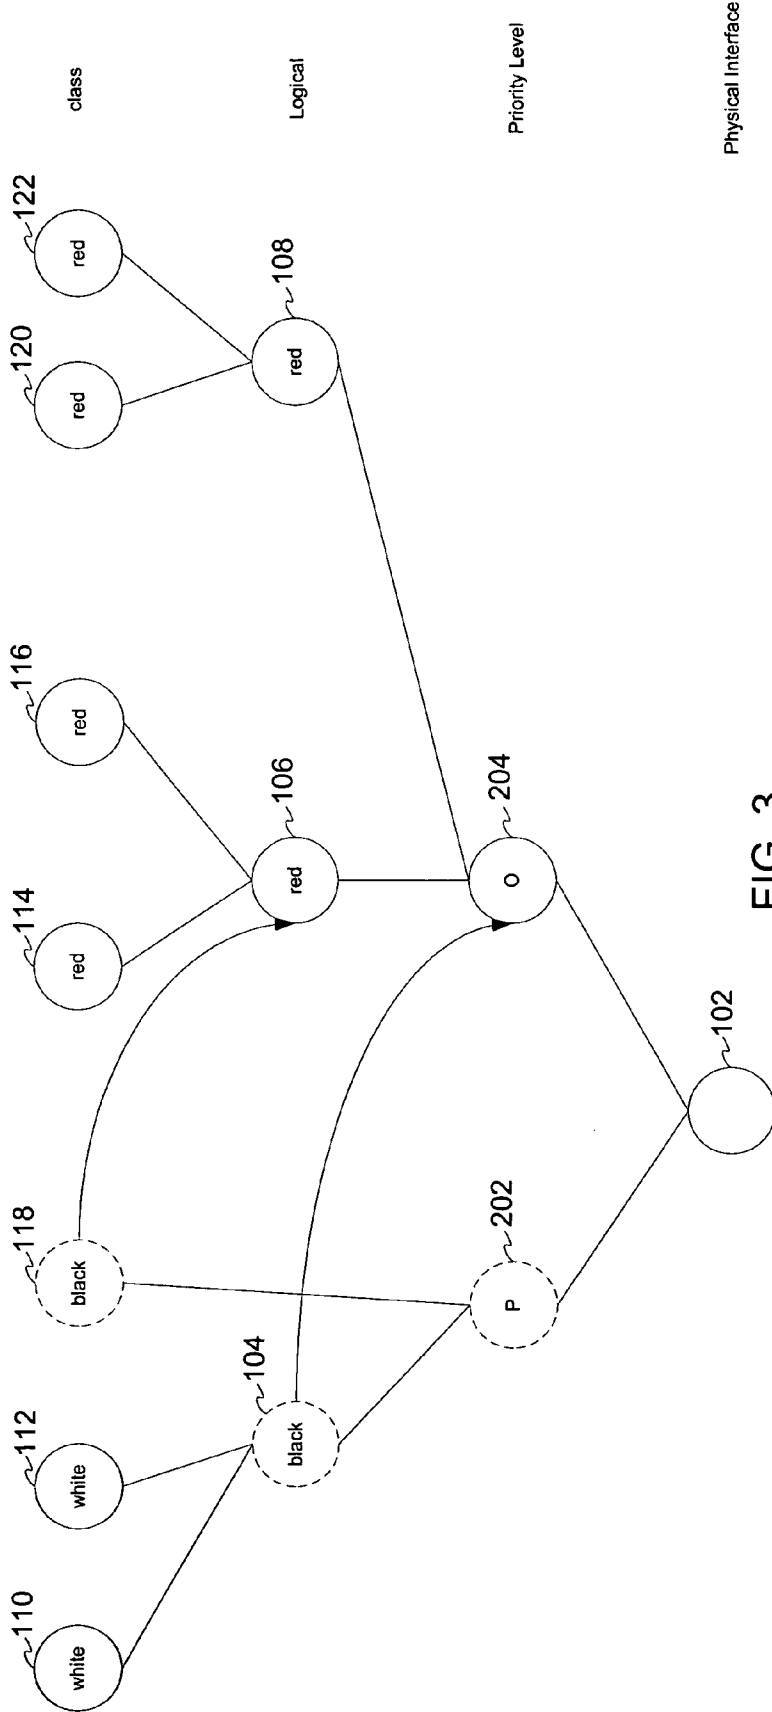 110
white
112
white
118
black
114
red
116
red
120
red
122
red
class
104
black
106
red
108
red
Logical
202
P
204
O
Priority Level
102
Physical Interface
FIG. 3